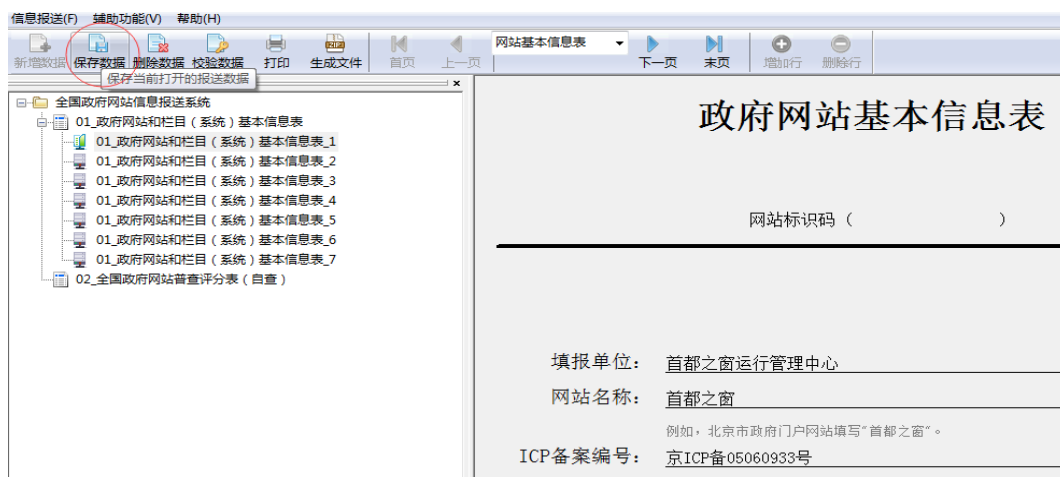 信息报送(F) 辅助功能(V) 帮助(H)
网站基本信息表
新增数据 保存数据 删除数据 校验数据 打印 生成文件 首页 上一页 下一页 末页 增加行 删除行
保存当前打开的报送数据
全国政府网站信息报送系统
01_政府网站和栏目（系统）基本信息表
01_政府网站和栏目（系统）基本信息表_1
01_政府网站和栏目（系统）基本信息表_2
01_政府网站和栏目（系统）基本信息表_3
01_政府网站和栏目（系统）基本信息表_4
01_政府网站和栏目（系统）基本信息表_5
01_政府网站和栏目（系统）基本信息表_6
01_政府网站和栏目（系统）基本信息表_7
02_全国政府网站普查评分表（自查）
政府网站基本信息表
网站标识码（ ）
填报单位： 首都之窗运行管理中心
网站名称： 首都之窗
例如，北京市政府门户网站填写"首都之窗"。
ICP备案编号： 京ICP备05060933号